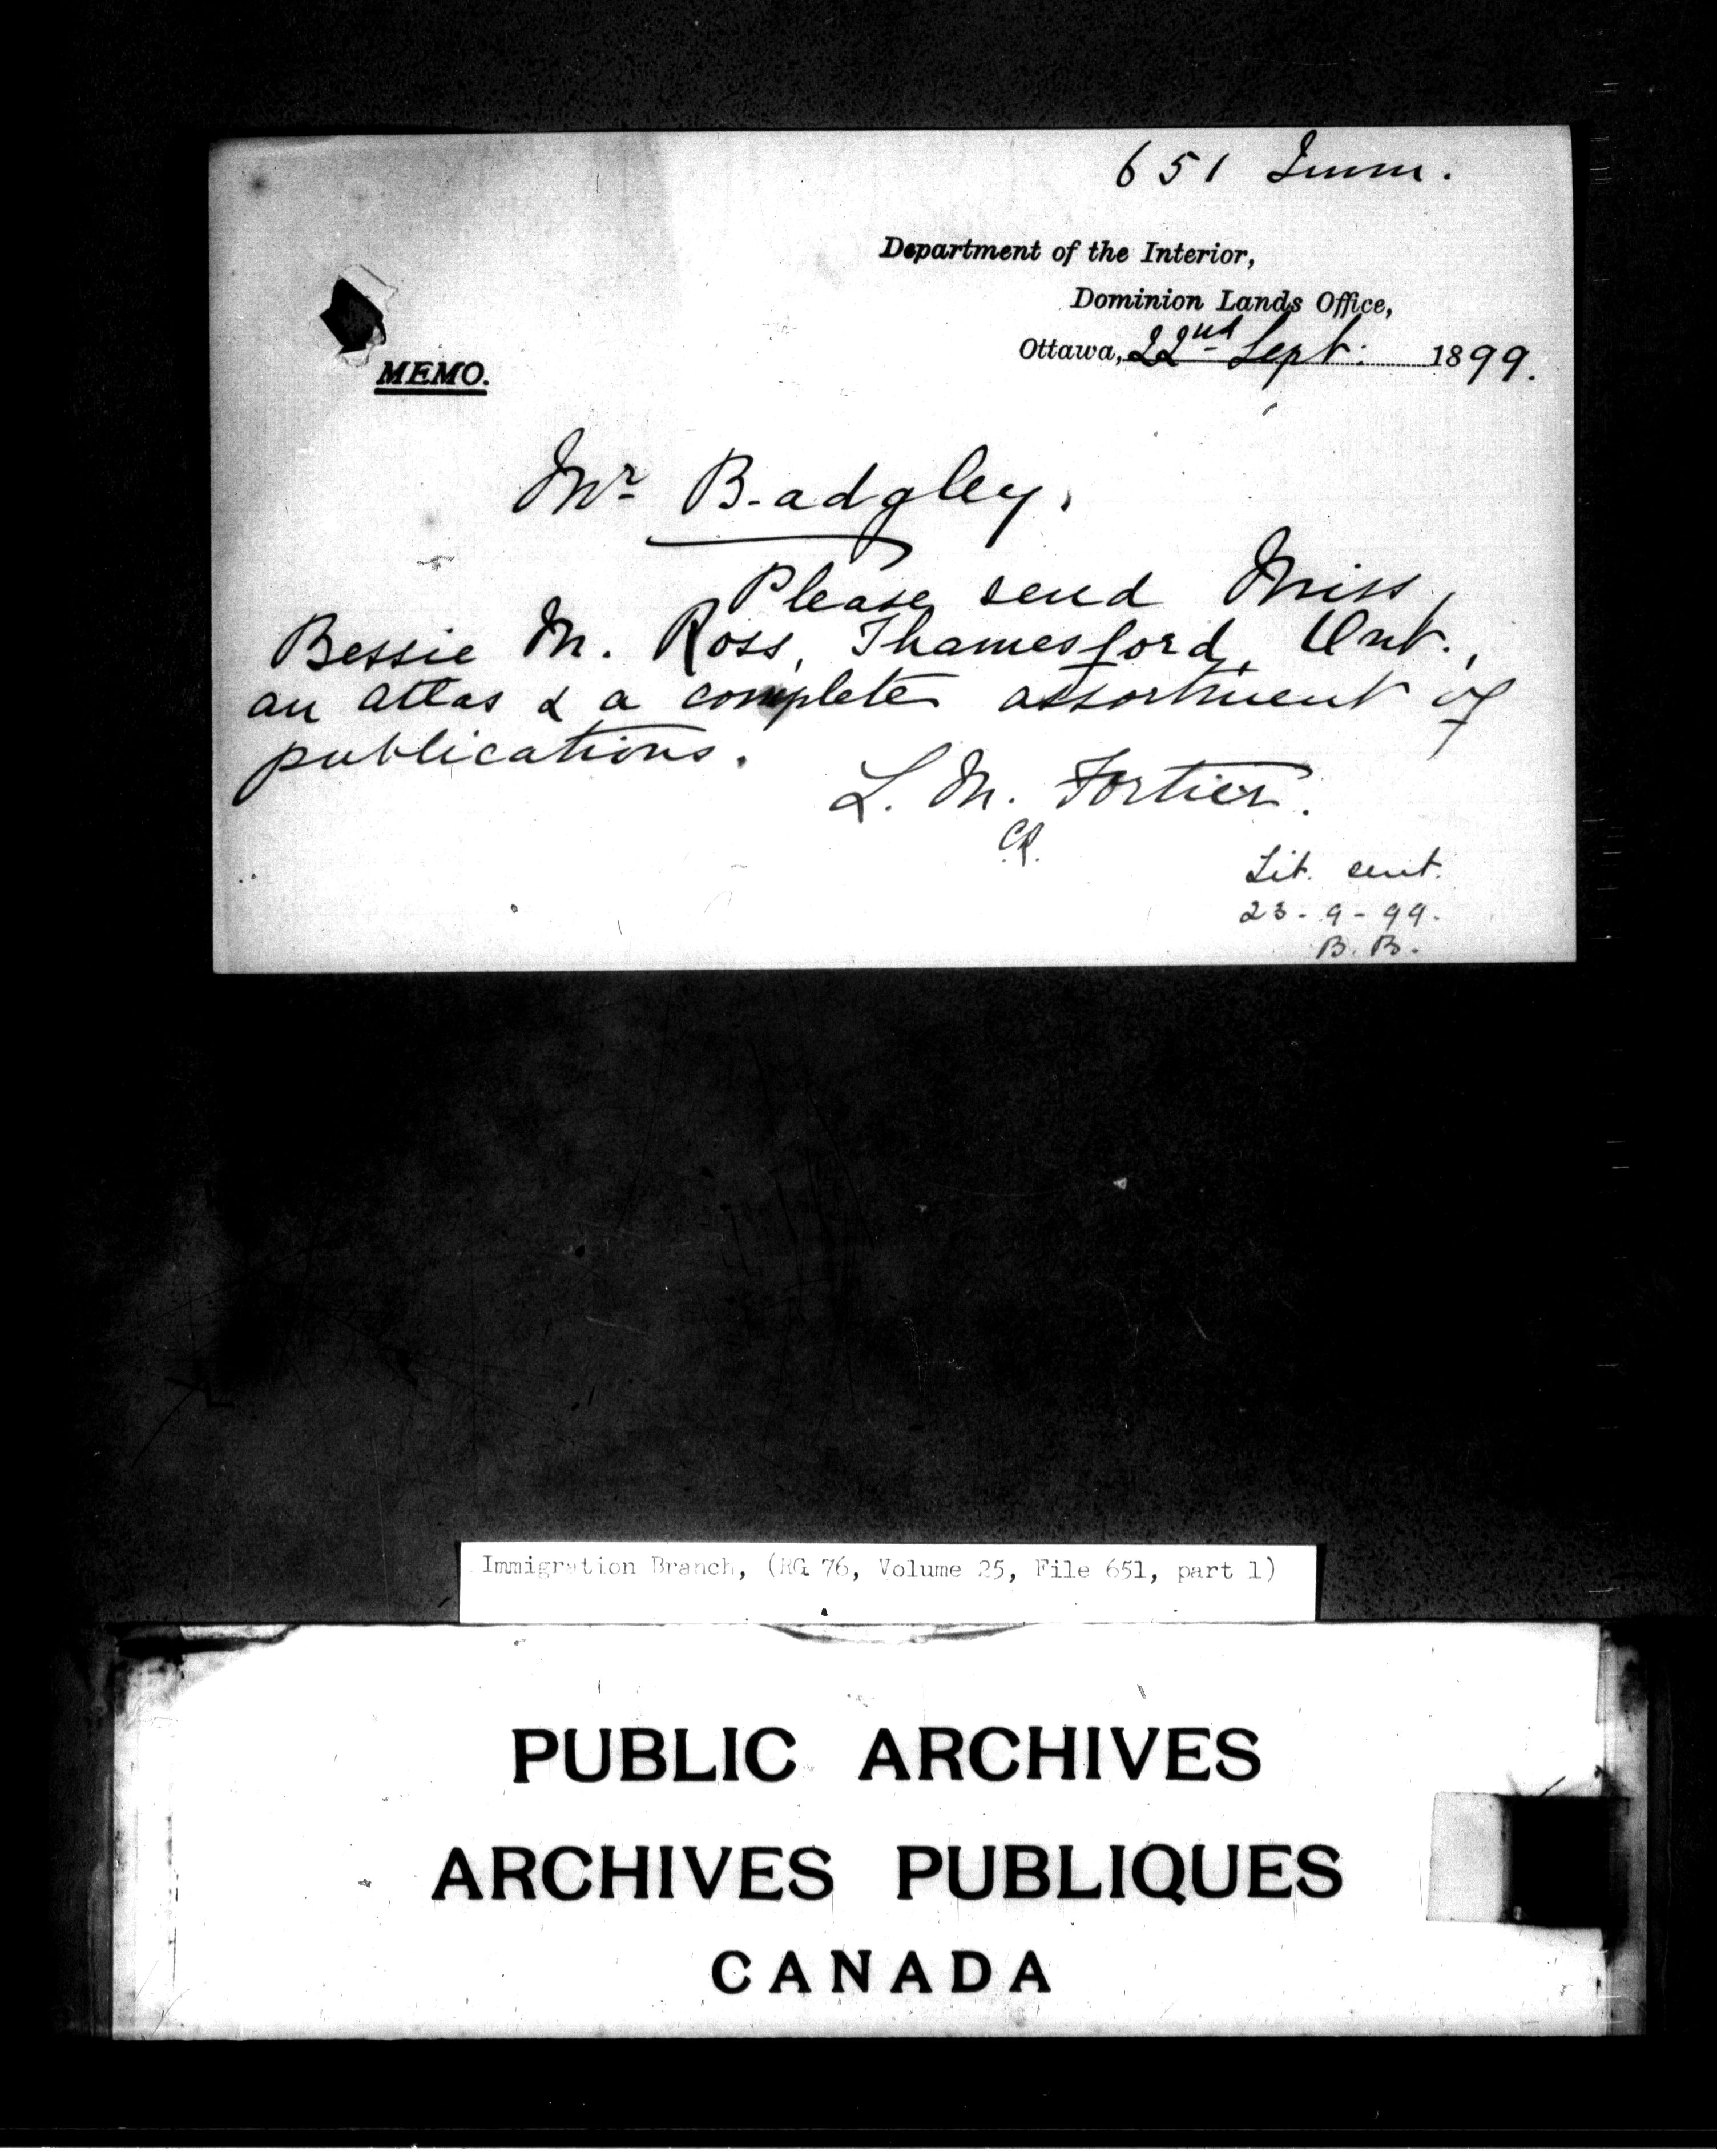 651 Imm.
Department of the Interior,
Dominion Lands Office,
Ottawa, 22nd Sept. 1899.
MEMO.
Mr Badgley,
Please send Miss
Bessie M. Ross, Thamesford, Ont.,
an atlas & a complete assortment of
publications.
L. M. Fortier.
CR.
Lit. sent.
23-9-99.
B.B.
Immigration Branch, (RG 76, Volume 25, File 651, part 1)
PUBLIC ARCHIVES
ARCHIVES PUBLIQUES
CANADA